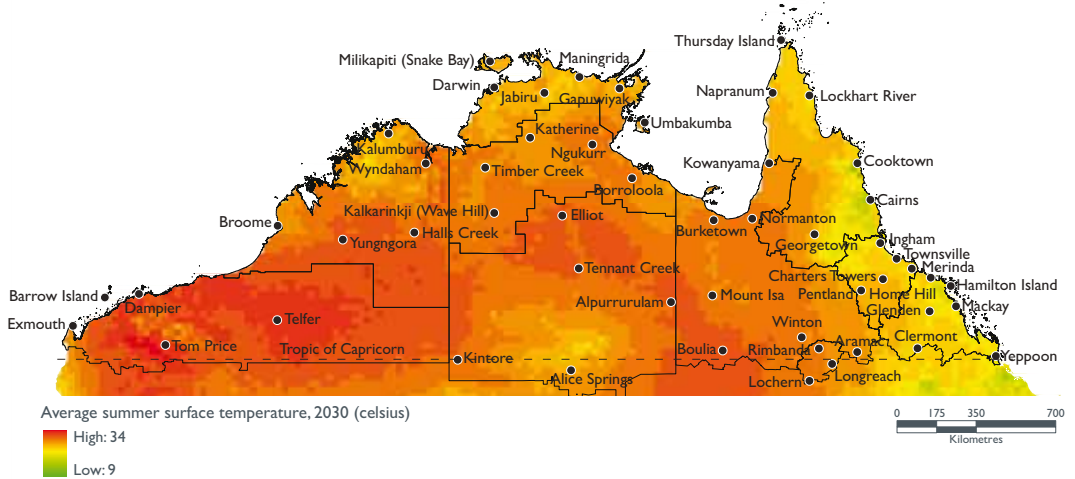 Thursday Island
Milikapiti (Snake Bay)
Maningrida
Darwin
Jabiru
Gapuwiyak
Napranum
Lockhart River
Umbakumba
Katherine
Kalumburu
Ngukurr
Wyndaham
Timber Creek
Kowanyama
Cooktown
Borroloola
Cairns
Kalkarinkji (Wave Hill)
Elliot
Broome
Halls Creek
Yungngora
Burketown
Normanton
Georgetown
Ingham
Townsville
Tennant Creek
Merinda
Charters Towers
Hamilton Island
Barrow Island
Dampier
Alpurrurulam
Mount Isa
Pentland
Home Hill
Mackay
Glenden
Exmouth
Telfer
Winton
Tom Price
Tropic of Capricorn
Kintore
Boulia
Rimbanda
Aramac
Clermont
Yeppoon
Alice Springs
Lochern
Longreach
Average summer surface temperature, 2030 (celsius)
High: 34
Low: 9
0 175 350 700
Kilometres